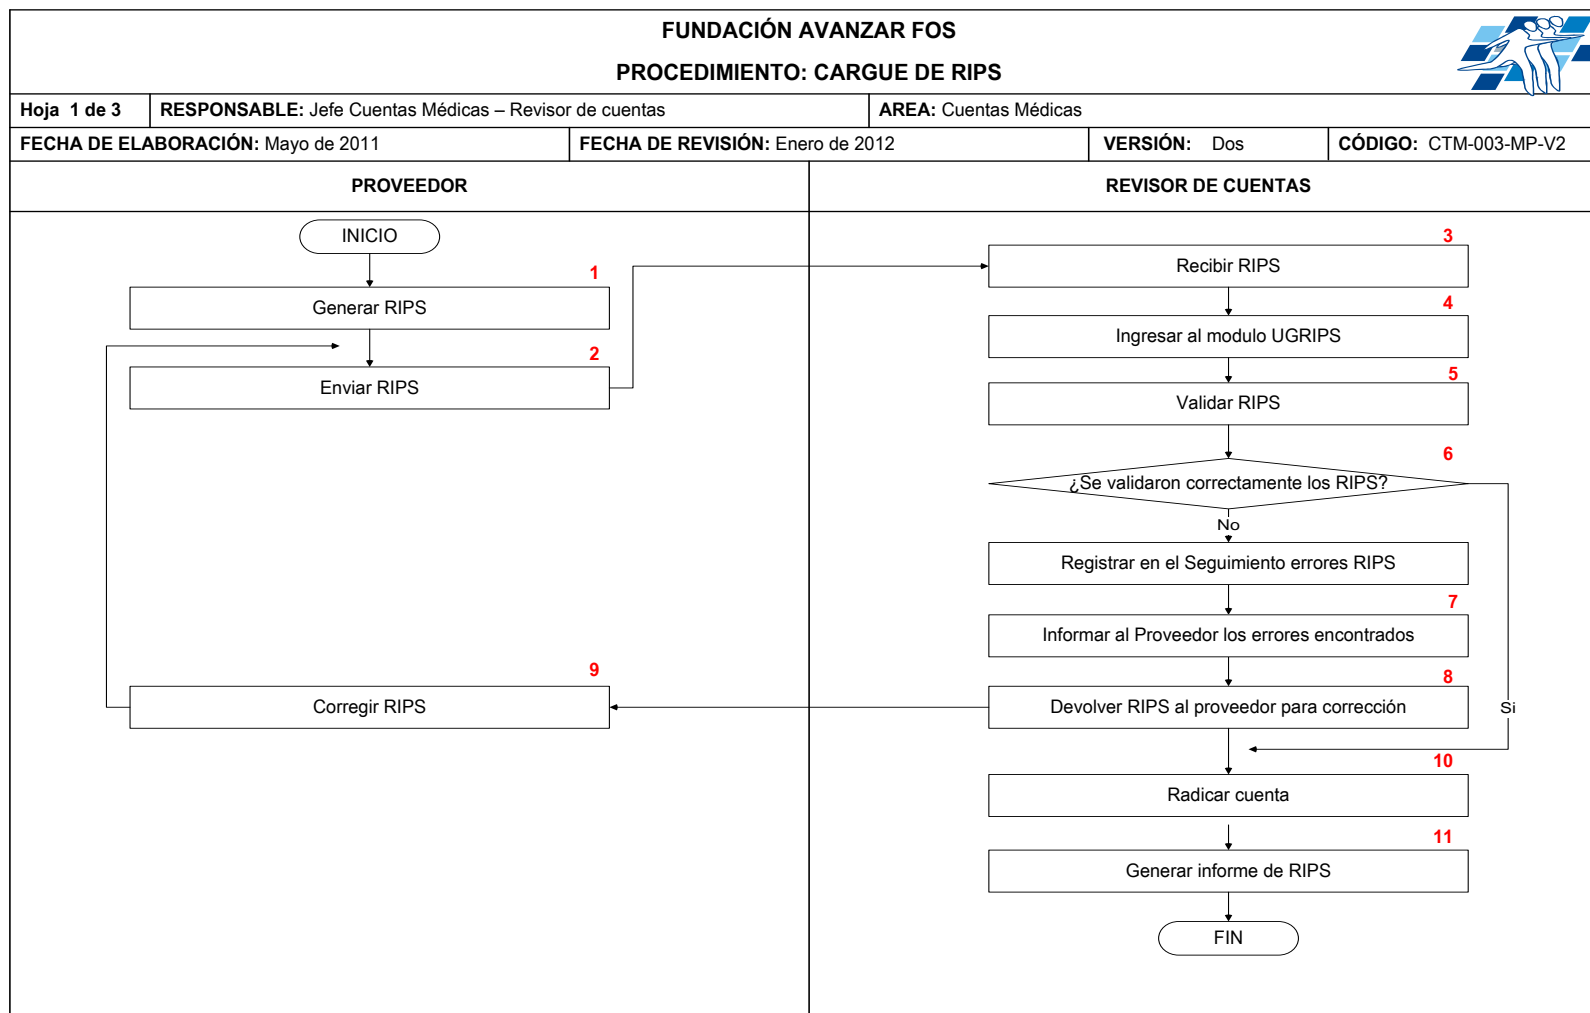 FUNDACIÓN AVANZAR FOS
PROCEDIMIENTO: CARGUE DE RIPS
Hoja 1 de 3 RESPONSABLE: Jefe Cuentas Médicas – Revisor de cuentas AREA: Cuentas Médicas
FECHA DE ELABORACIÓN: Mayo de 2011 FECHA DE REVISIÓN: Enero de 2012 VERSIÓN: Dos CÓDIGO: CTM-003-MP-V2
PROVEEDOR
INICIO
1
Generar RIPS
2
Enviar RIPS
9
Corregir RIPS
REVISOR DE CUENTAS
3
Recibir RIPS
4
Ingresar al modulo UGRIPS
5
Validar RIPS
6
¿Se validaron correctamente los RIPS?
No
Registrar en el Seguimiento errores RIPS
7
Informar al Proveedor los errores encontrados
8
Devolver RIPS al proveedor para corrección
Si
10
Radicar cuenta
11
Generar informe de RIPS
FIN